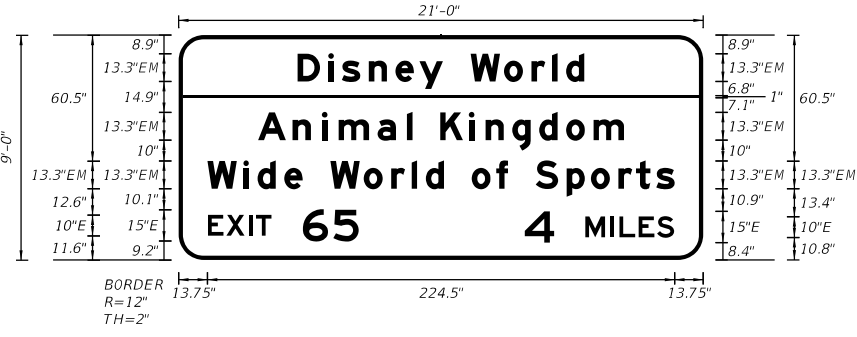 21'-0"
8.9" 8.9"
13.3"EM Disney World 13.3"EM
60.5" 14.9" 6.8" 1" 60.5"
7.1"
13.3"EM Animal Kingdom 13.3"EM
9'-0"
10" 10"
13.3"EM 13.3"EM Wide World of Sports 13.3"EM 13.3"EM
12.6" 10.1" 10.9" 13.4"
10"E 15"E EXIT 65 4 MILES 15"E 10"E
11.6" 9.2" 8.4" 10.8"
BORDER 13.75" 224.5" 13.75"
R=12"
TH=2"